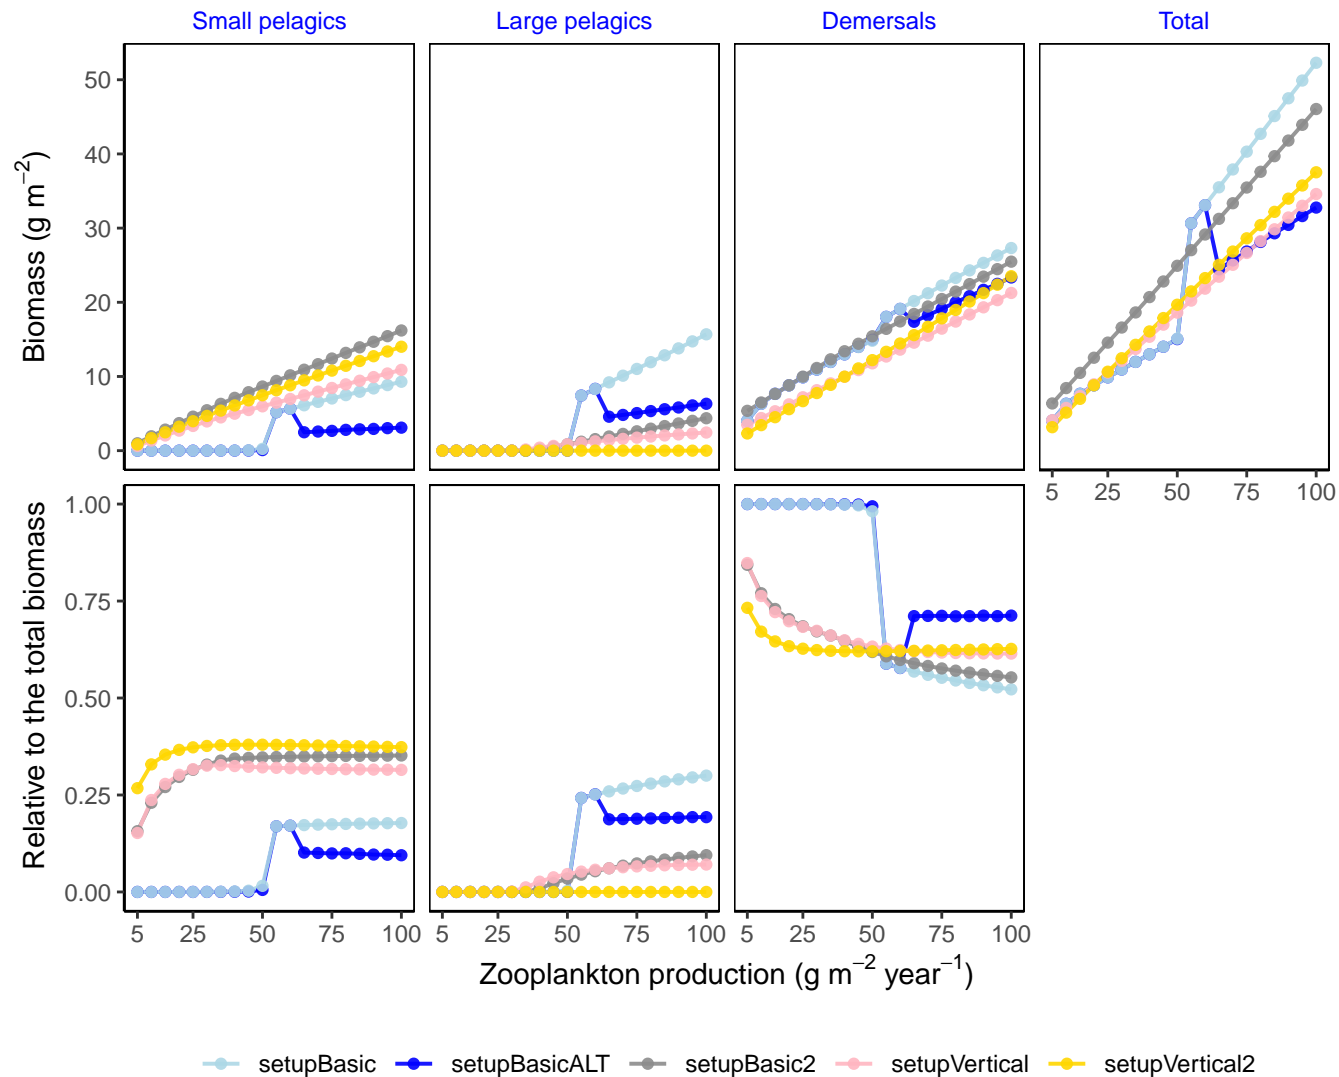 Small pelagics Large pelagics Demersals Total
Biomass (g m⁻²)
50
40
30
20
10
0
5 25 50 75 100
Relative to the total biomass
1.00
0.75
0.50
0.25
0.00
5 25 50 75 100 5 25 50 75 100 5 25 50 75 100
Zooplankton production (g m⁻² year⁻¹)
setupBasic setupBasicALT setupBasic2 setupVertical setupVertical2